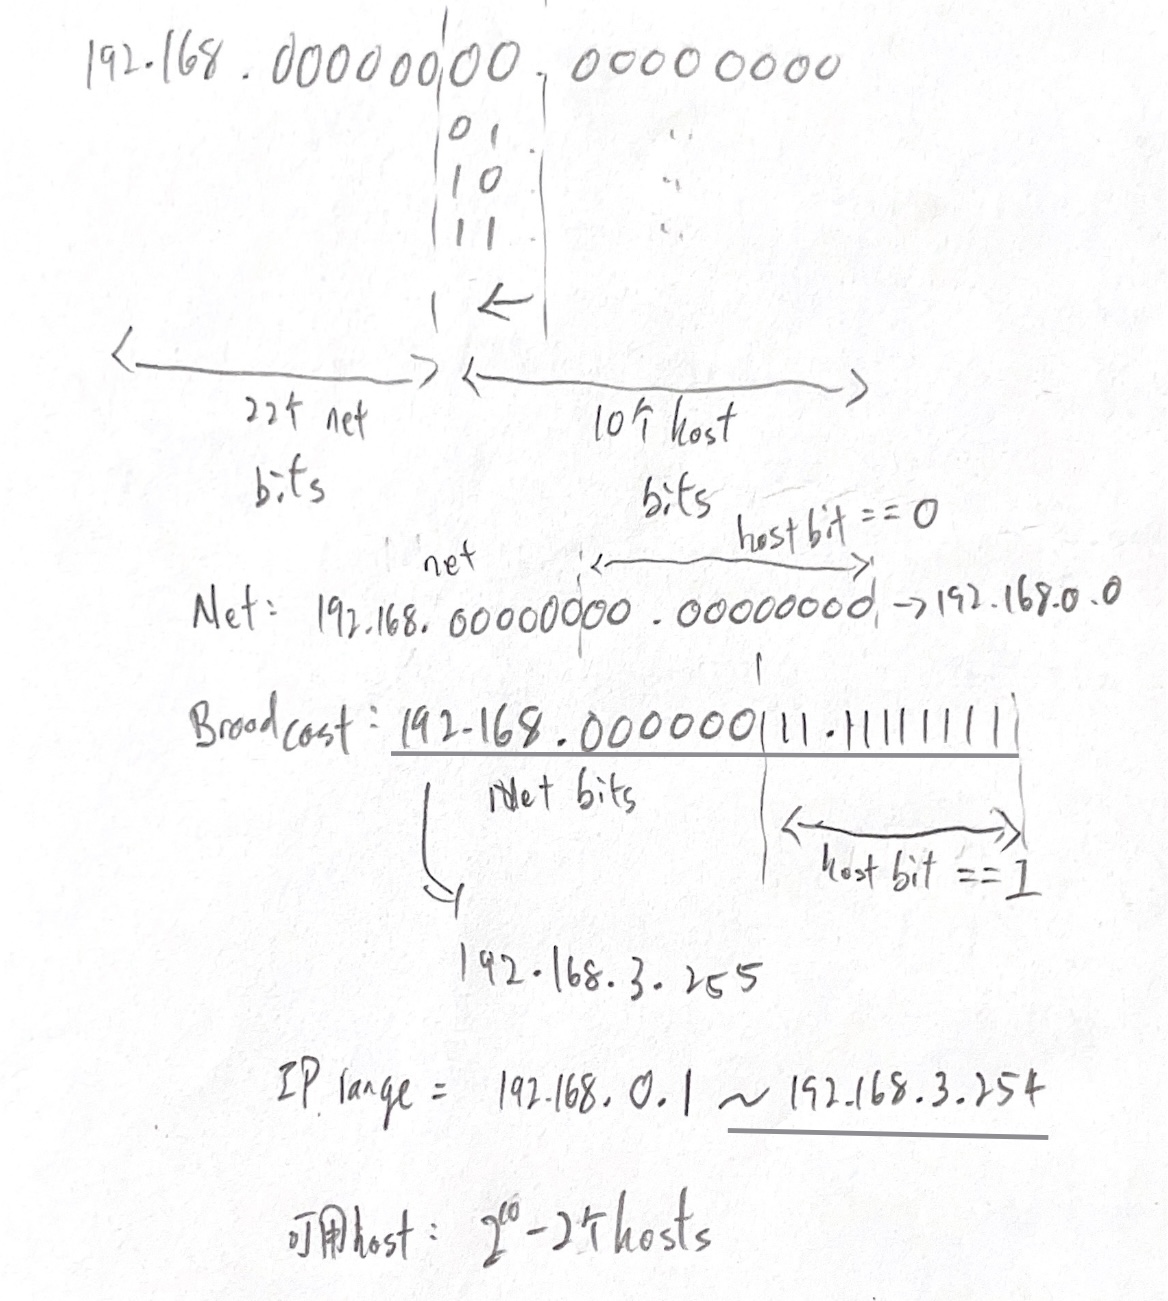 192.168.00000000.00000000
01 . ''
10 ''
11 . ''
22个 net bits
10个 host bits
net
host bit == 0
Net: 192.168.00000000.00000000 → 192.168.0.0
Broadcast: 192.168.00000011.11111111
Net bits
host bit == 1
192.168.3.255
IP range = 192.168.0.1 ~ 192.168.3.254
可用host: 2^10-2个hosts